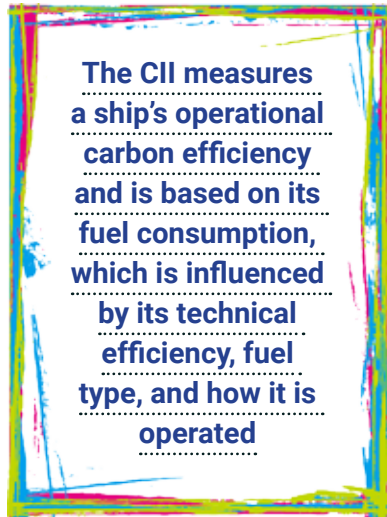 The CII measures
a ship’s operational
carbon efficiency
and is based on its
fuel consumption,
which is influenced
by its technical
efficiency, fuel
type, and how it is
operated